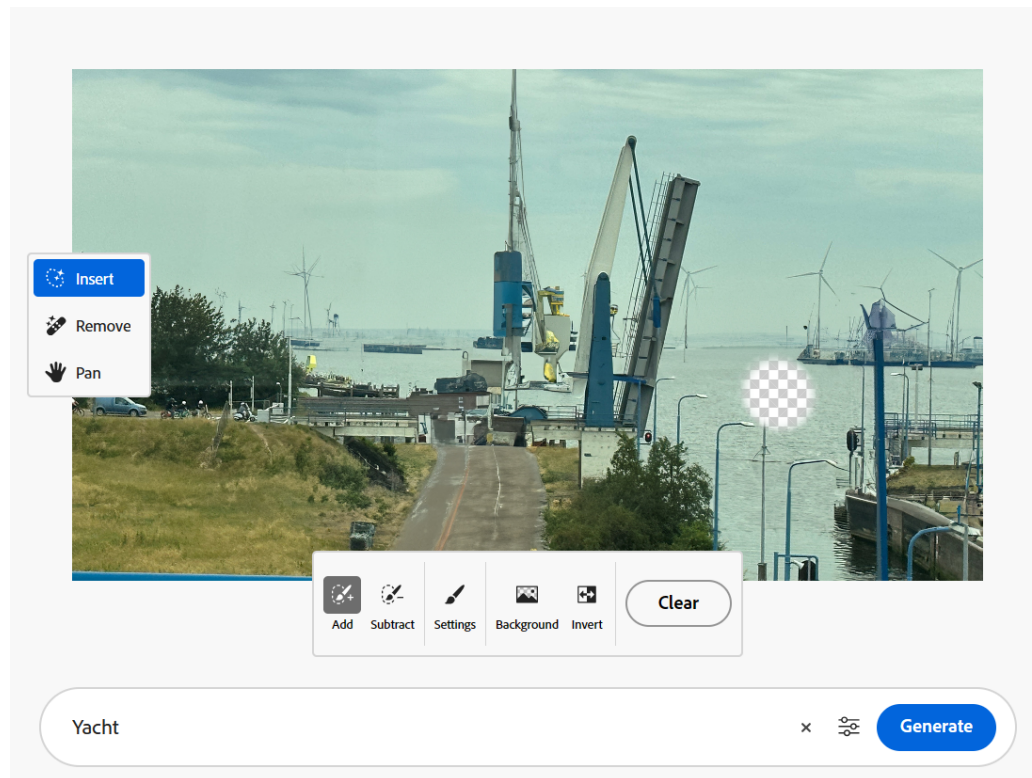 Insert
Remove
Pan
Add Subtract Settings Background Invert Clear
Yacht × Generate